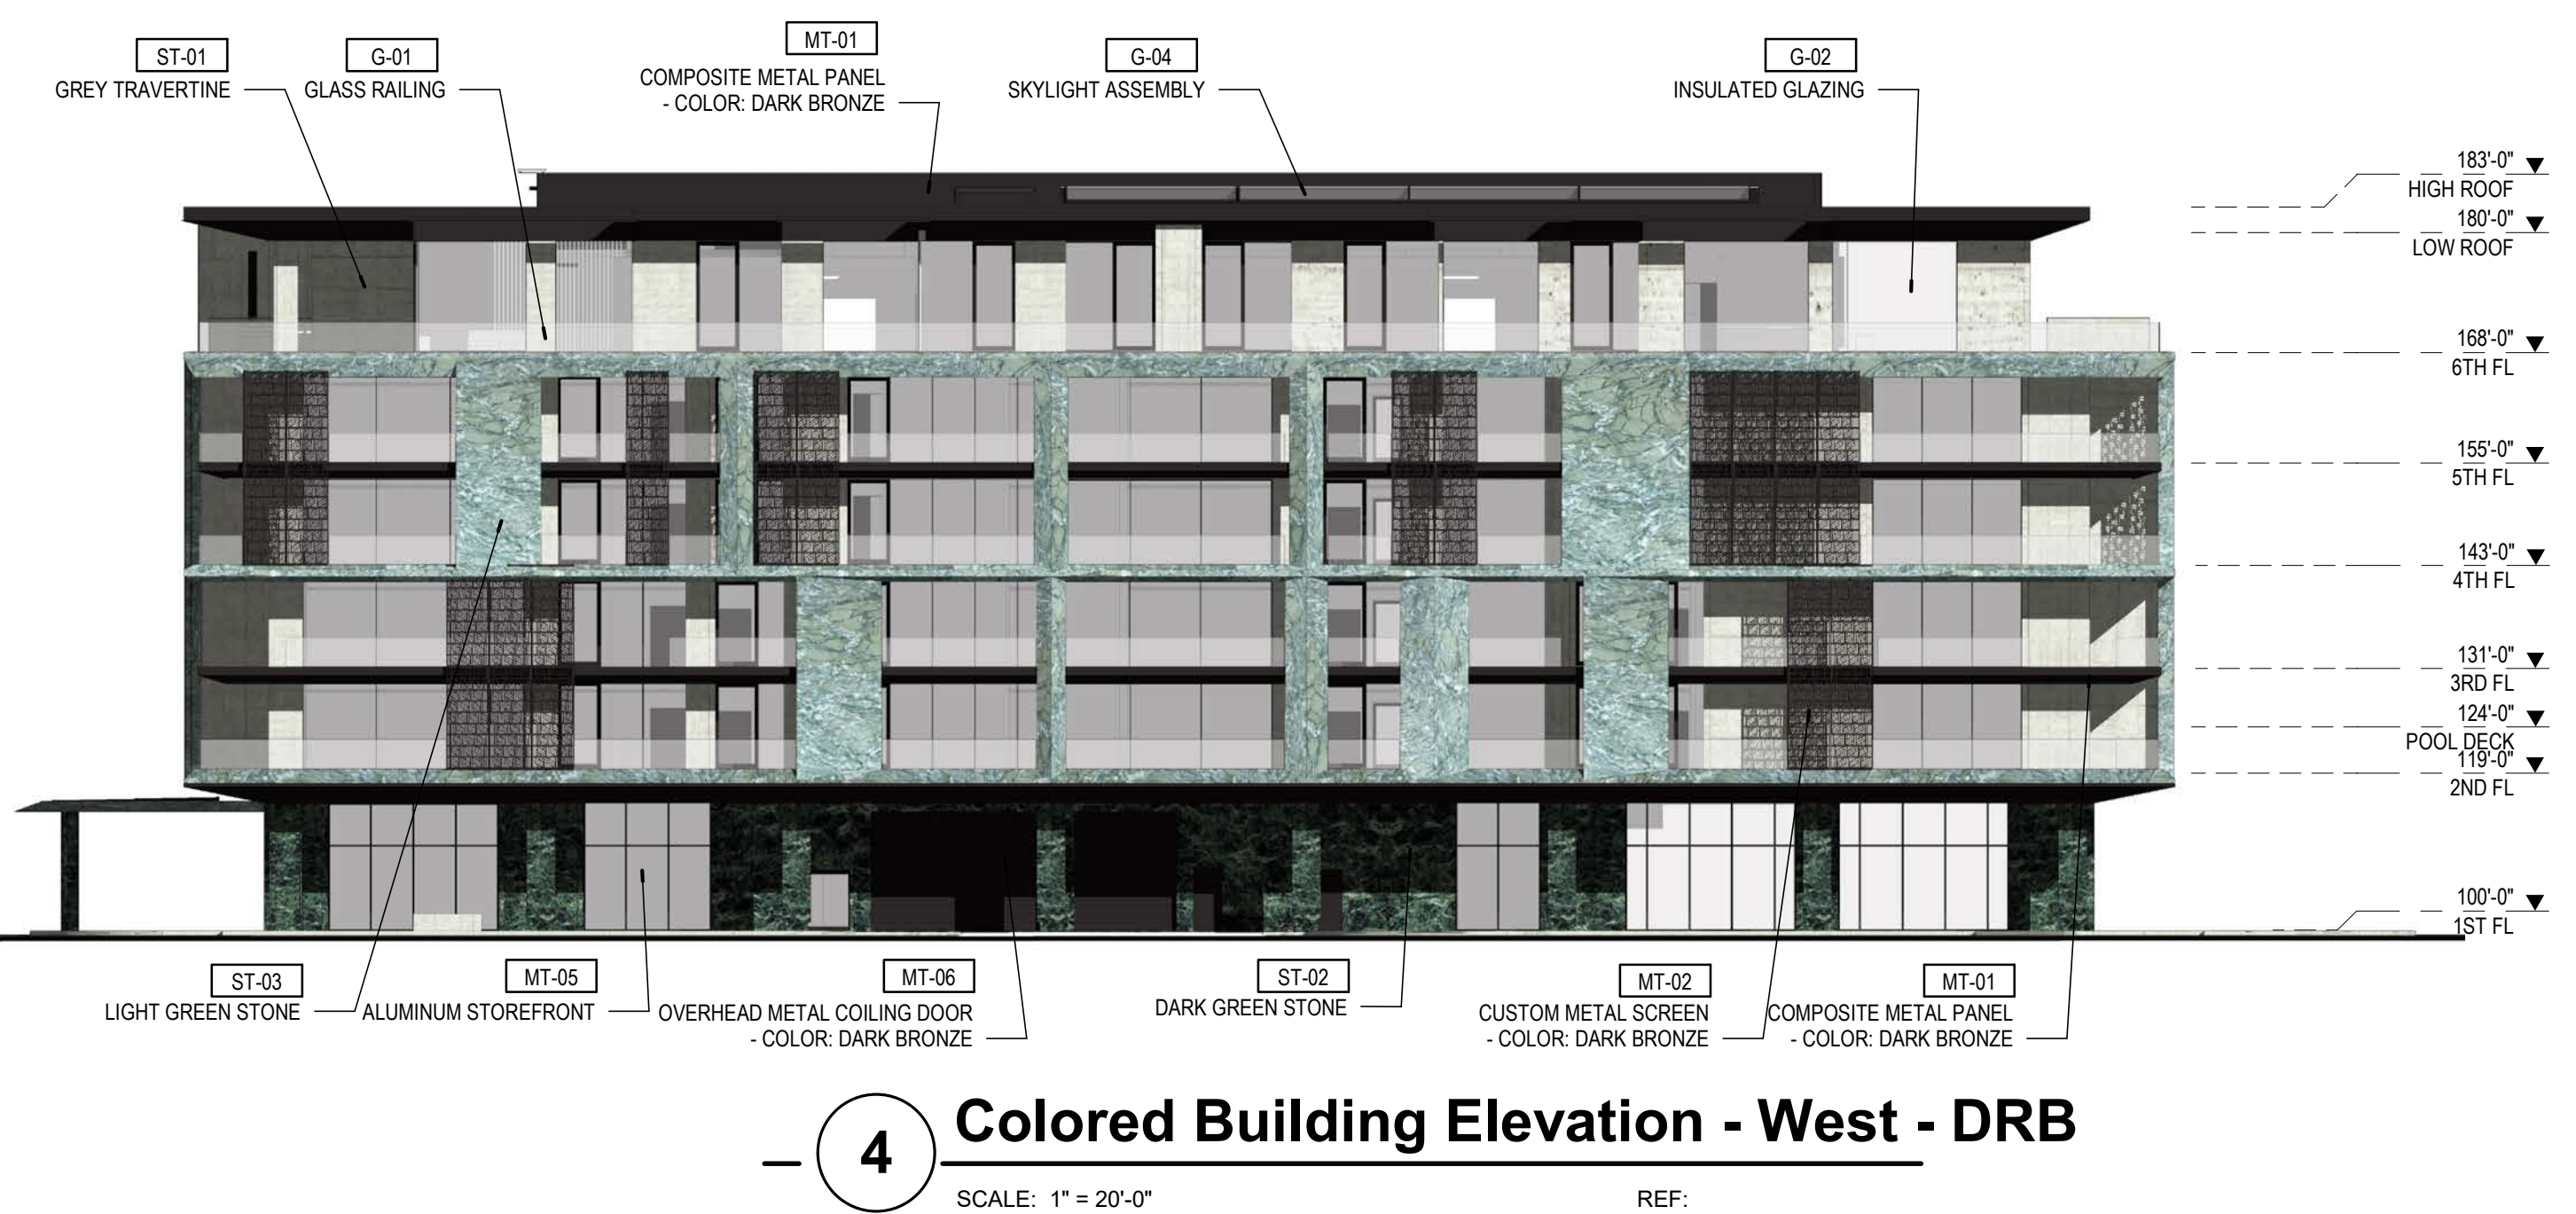 ST-01
GREY TRAVERTINE
G-01
GLASS RAILING
MT-01
COMPOSITE METAL PANEL
- COLOR: DARK BRONZE
G-04
SKYLIGHT ASSEMBLY
G-02
INSULATED GLAZING
183'-0"
HIGH ROOF
180'-0"
LOW ROOF
168'-0"
6TH FL
155'-0"
5TH FL
143'-0"
4TH FL
131'-0"
3RD FL
124'-0"
POOL DECK
119'-0"
2ND FL
100'-0"
1ST FL
ST-03
LIGHT GREEN STONE
MT-05
ALUMINUM STOREFRONT
MT-06
OVERHEAD METAL COILING DOOR
- COLOR: DARK BRONZE
ST-02
DARK GREEN STONE
MT-02
CUSTOM METAL SCREEN
- COLOR: DARK BRONZE
MT-01
COMPOSITE METAL PANEL
- COLOR: DARK BRONZE
4
Colored Building Elevation - West - DRB
SCALE: 1" = 20'-0"
REF: